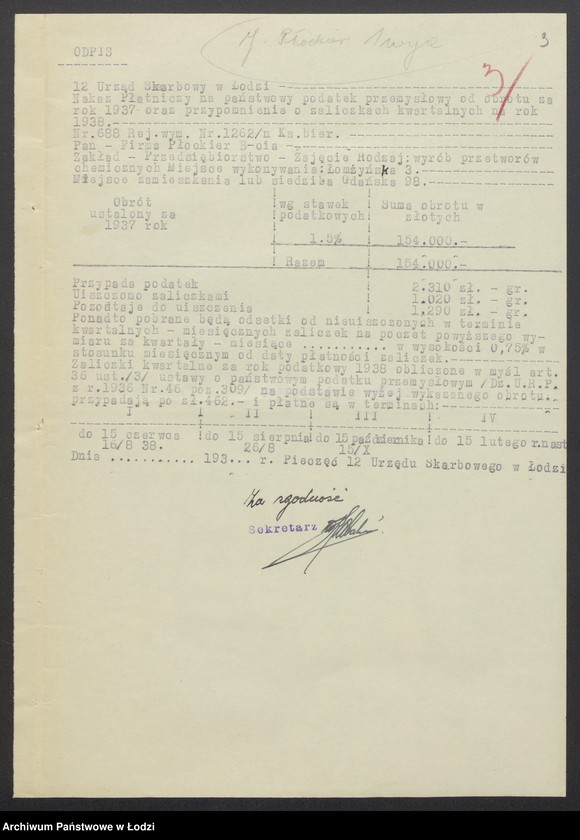 3
3/
ODPIS
12 Urząd Skarbowy w Łodzi
Nakaz Płatniczy na państwowy podatek przemysłowy od obrotu za
rok 1937 oraz przypomnienie o zaliczkach kwartalnych na rok
1938.
Nr.688 Rej.wym. Nr.1262/m Ks.bier.
Pan - Firma Płockier B-cia
Zakład - Przedsiębiorstwo - Zajęcie Rodzaj:wyrób przetworów
chemicznych Miejsce wykonywania:Łomżyńska 3.
Miejsce zamieszkania lub siedziba Gdańska 98.
Obrót ustalony za 1937 rok
wg stawek podatkowych
Suma obrotu w złotych
1.5% 154.000.-
Razem 154.000.-
Przypada podatek 2.310 zł. - gr.
Uiszczono zaliczkami 1.020 zł. - gr.
Pozostaje do uiszczenia 1.290 zł. - gr.
Ponadto pobrane będą odsetki od nieuiszczonych w terminie
kwartalnych - miesięcznych zaliczek na poczet powyższego wy-
miaru za kwartały - miesiące ........... w wysokości 0,75% w
stosunku miesięcznym od daty płatności zaliczek.
Zaliczki kwartalne za rok podatkowy 1938 obliczone w myśl art.
36 ust./3/ ustawy o państwowym podatku przemysłowym /Dz.U.R.P.
z r.1936 Nr.46 poz.309/ na podstawie wyżej wykazanego obrotu
przypadają po zł.462.- i płatne są w terminach:
I II III IV
do 15 czerwca do 15 sierpnia do 15 października do 15 lutego r.nast
16/8 38. 26/8 15/X
Dnia ........... 193... r. Pieczęć 12 Urzędu Skarbowego w Łodzi
Za zgodność
Sekretarz
Archiwum Państwowe w Łodzi